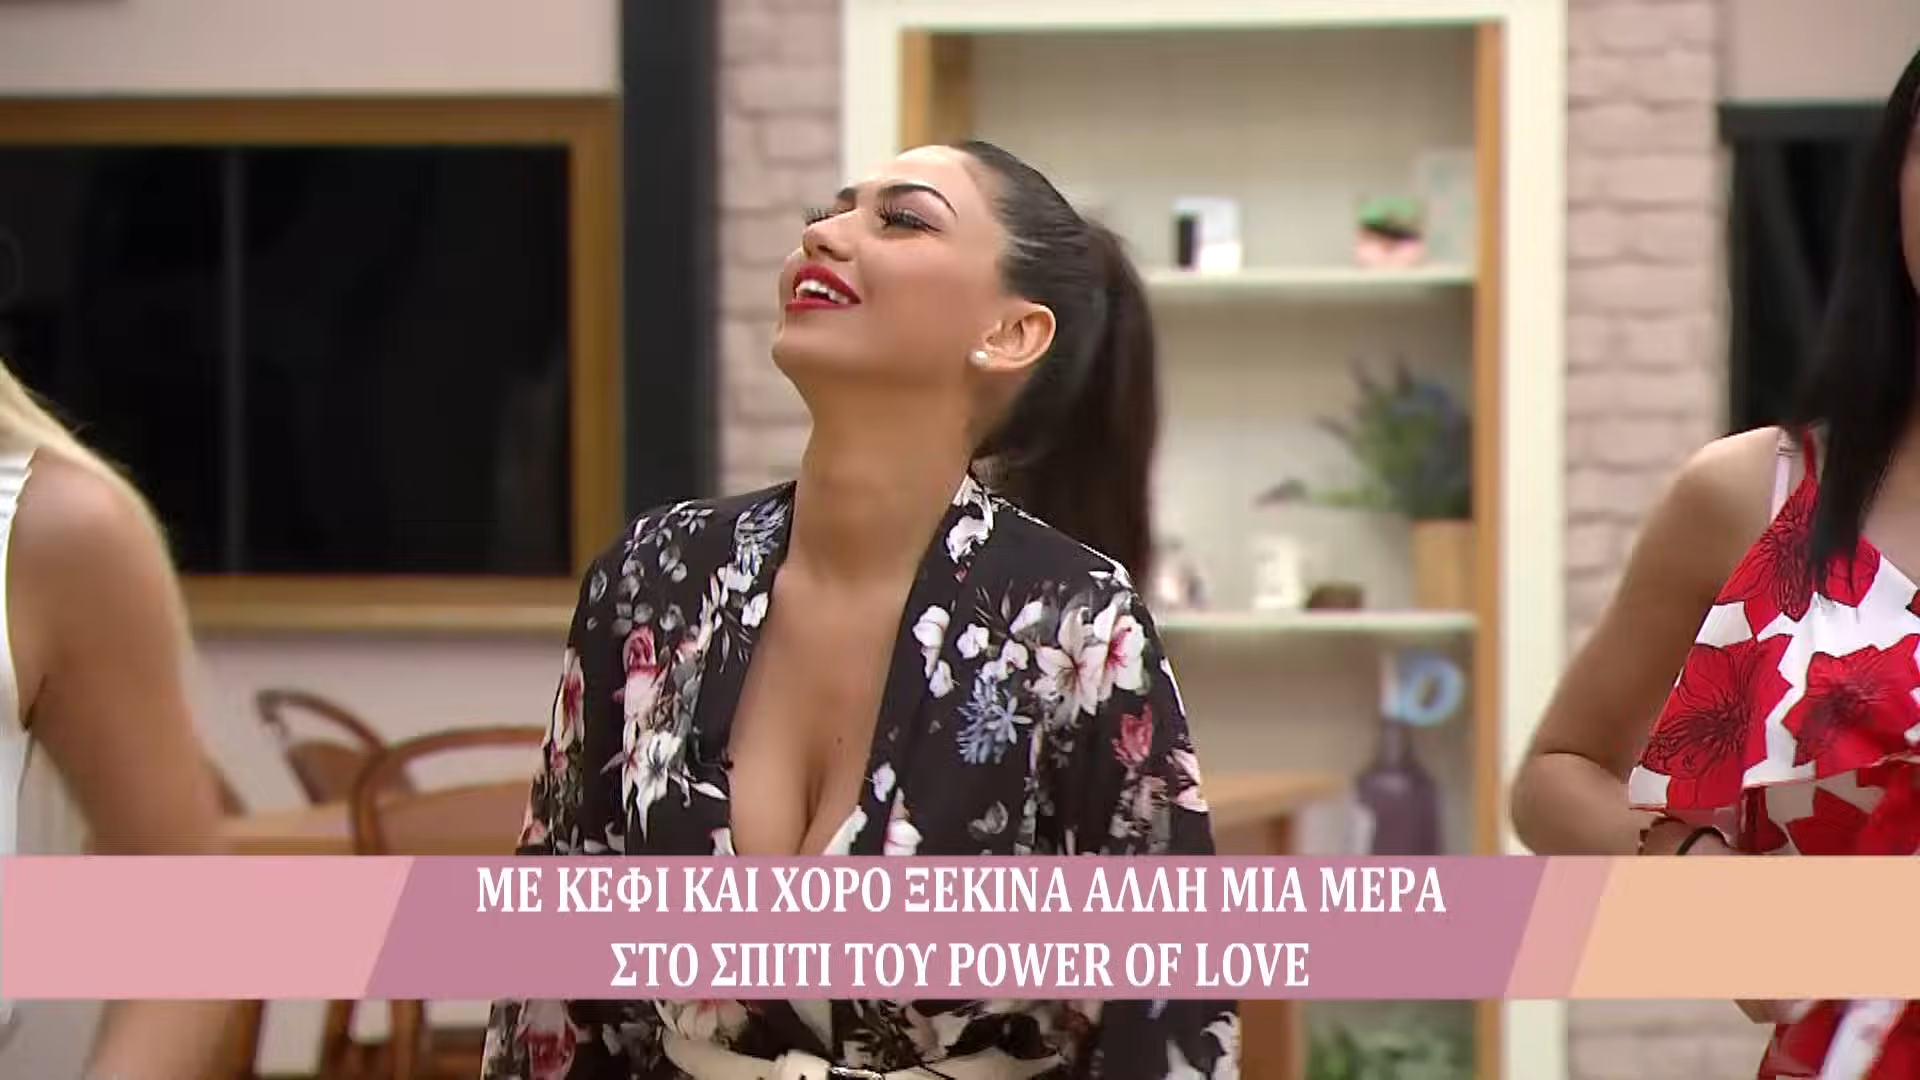 ΜΕ ΚΕΦΙ ΚΑΙ ΧΟΡΟ ΞΕΚΙΝΑ ΑΛΛΗ ΜΙΑ ΜΕΡΑ
ΣΤΟ ΣΠΙΤΙ ΤΟΥ POWER OF LOVE